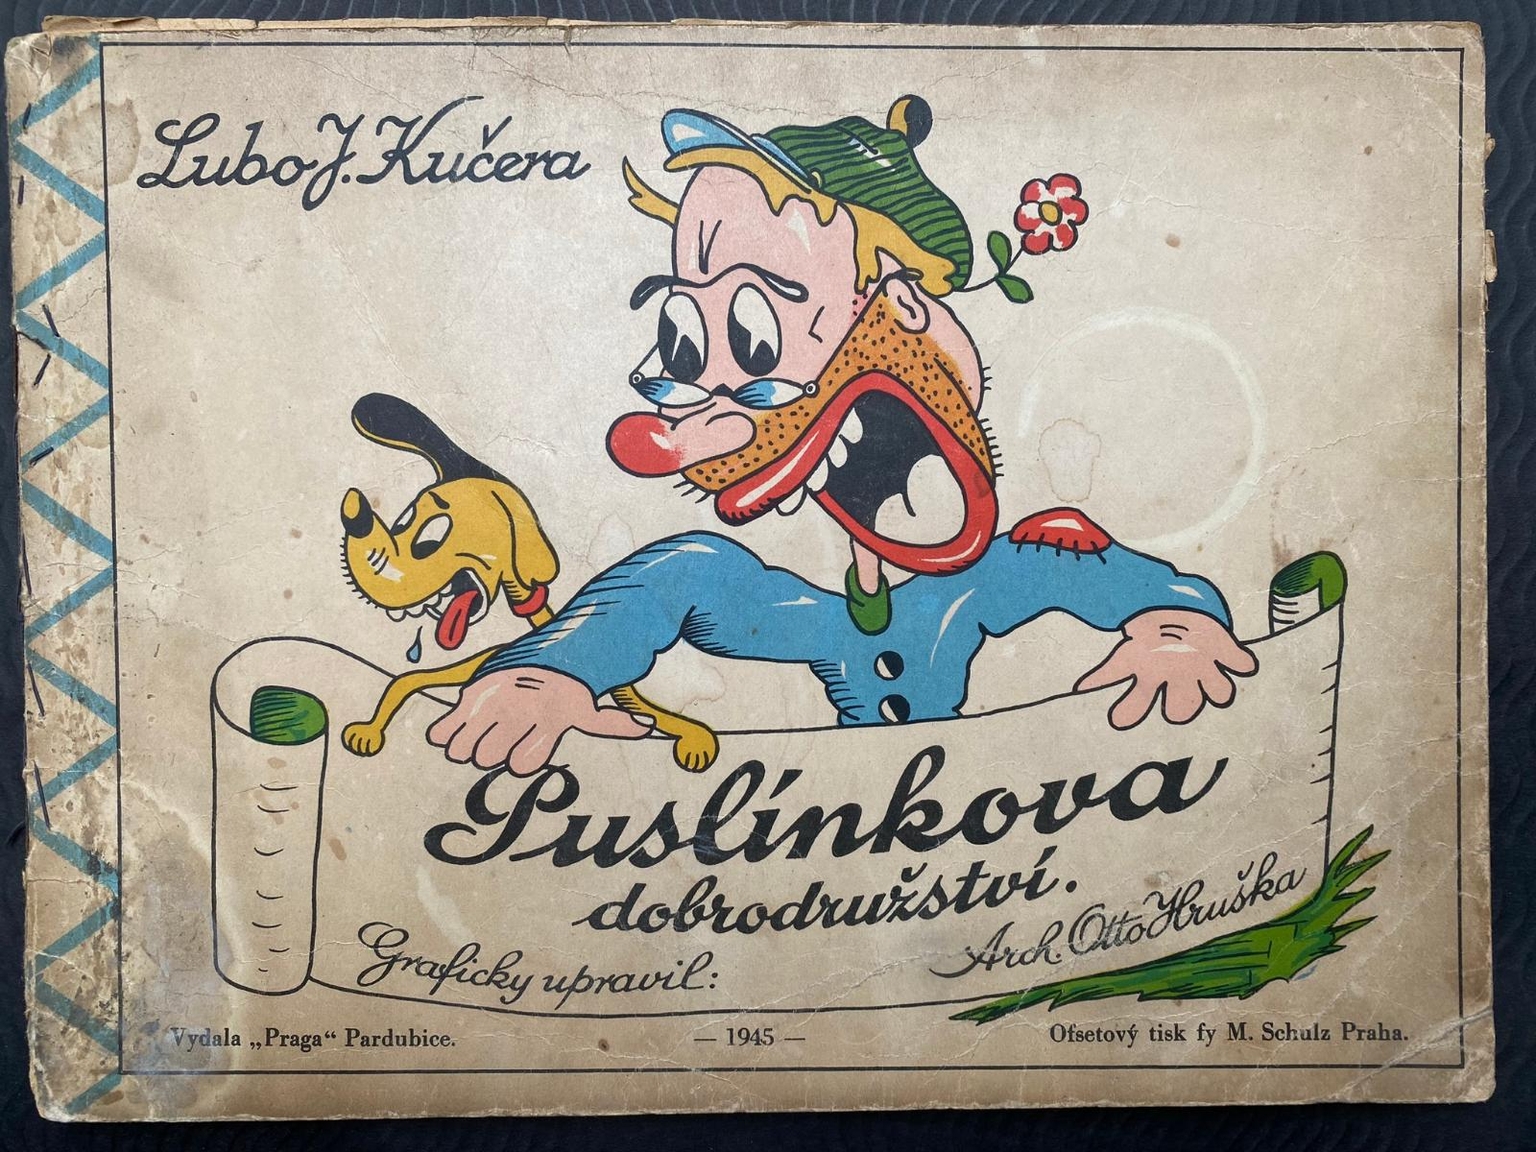 Lubo J. Kučera
Puslínkova
dobrodružství.
Graficky upravil:
Arch. Otto Hruška
Vydala „Praga“ Pardubice.
— 1945 —
Ofsetový tisk fy M. Schulz Praha.